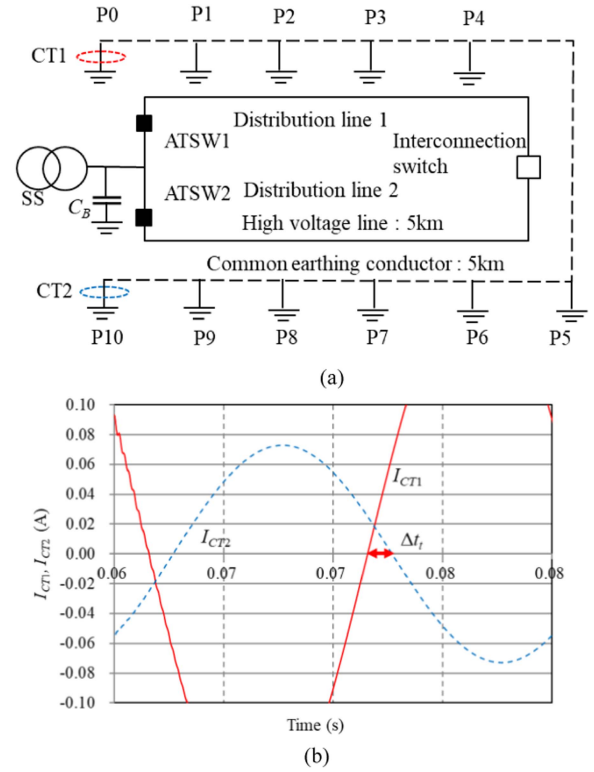 P0 P1 P2 P3 P4
CT1
Distribution line 1
ATSW1
Interconnection
switch
SS
C_B
ATSW2 Distribution line 2
High voltage line : 5km
Common earthing conductor : 5km
CT2
P10 P9 P8 P7 P6 P5
(a)
0.10
0.08
0.06
0.04
0.02
0.00
-0.02
-0.04
-0.06
-0.08
-0.10
I_CT1, I_CT2 (A)
I_CT1
I_CT2
Δt_t
0.06 0.07 0.07 0.08 0.08
Time (s)
(b)